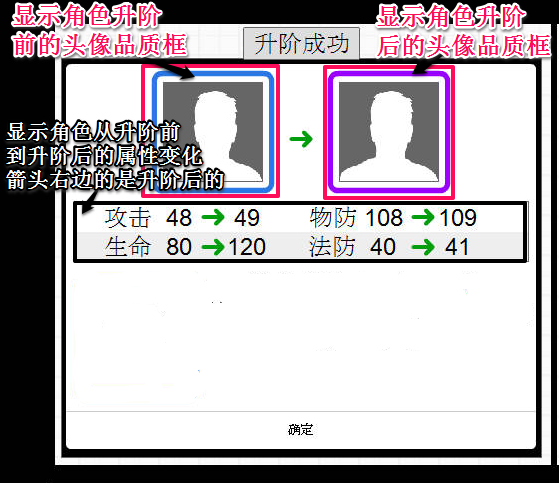 显示角色升阶
前的头像品质框
升阶成功
显示角色升阶
后的头像品质框
显示角色从升阶前
到升阶后的属性变化
箭头右边的是升阶后的
攻击 48 → 49 物防 108 → 109
生命 80 → 120 法防 40 → 41
确定